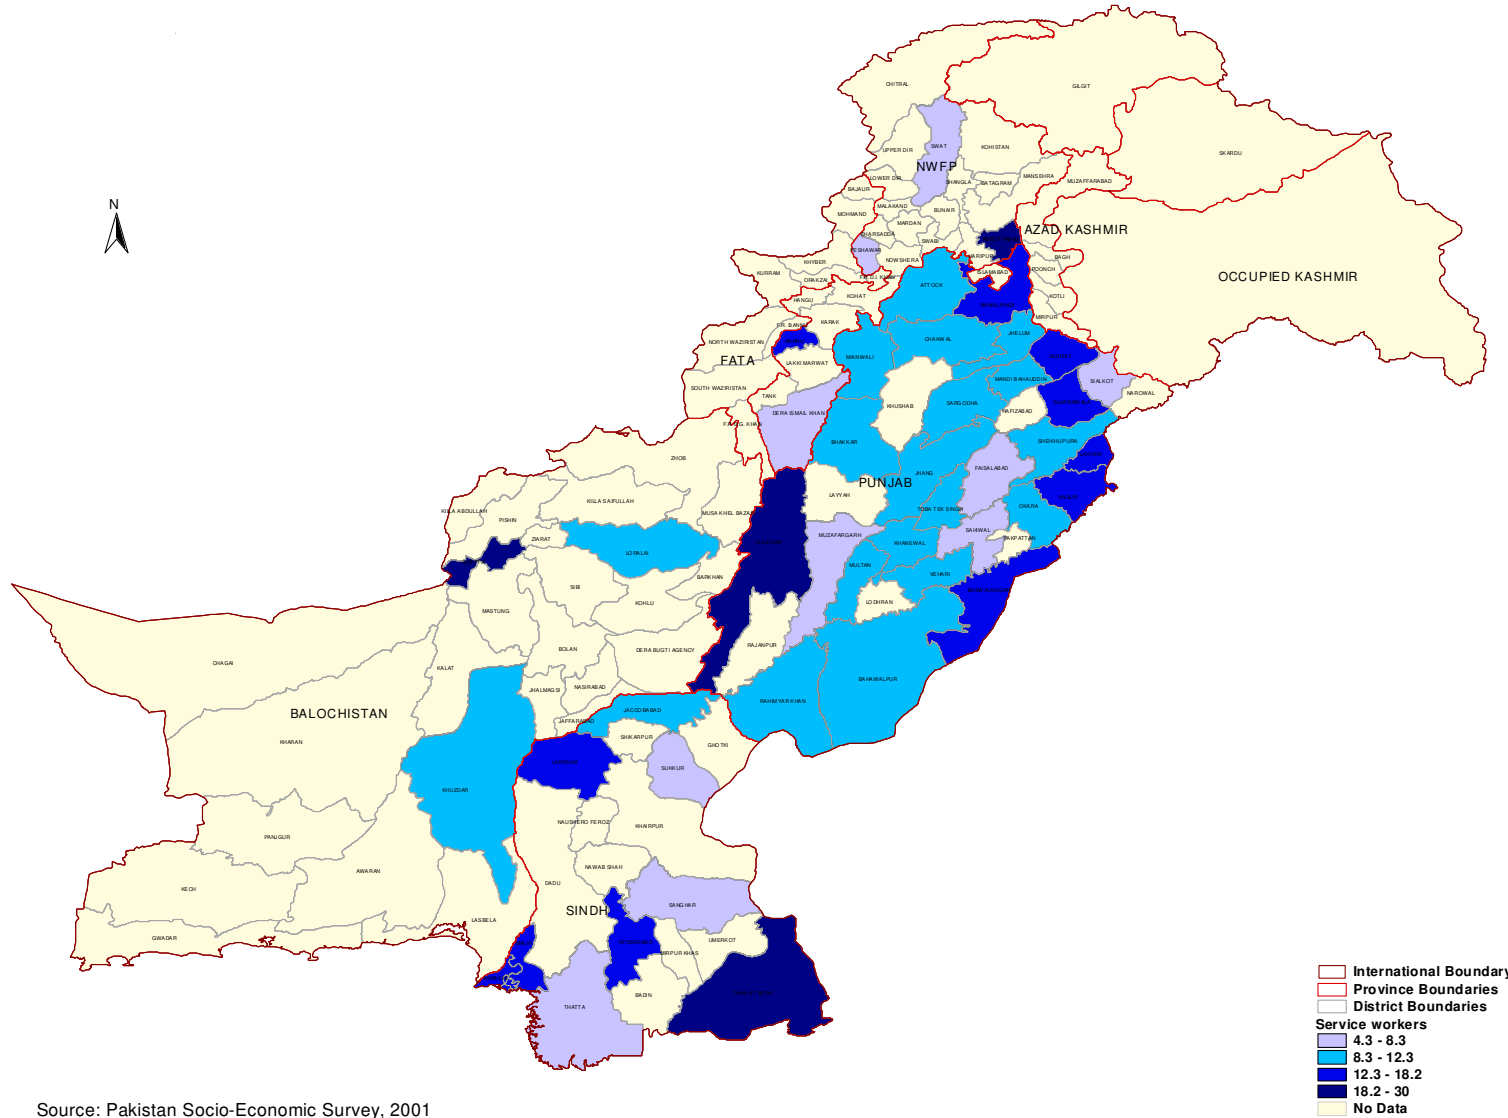 CHITRAL
GILGIT
SWAT
KOHISTAN
UPPER DIR
SKARDU
NWFP
LOWER DIR
SHANGLA
BATAGRAM
MANSEHRA
MUZAFFARABAD
BAJAUR
MALAKAND
BUNAIR
MOHMAND
MARDAN
AZAD KASHMIR
CHARSADDA
SWABI
PESHAWAR
HARIPUR
BAGH
NOWSHERA
KHYBER
POONCH
ISLAMABAD
KURRAM
ORAKZAI
OCCUPIED KASHMIR
ATTOCK
KOHAT
HANGU
KOTLI
MIRPUR
KARAK
F.R. BANNU
JHELUM
CHAKWAL
NORTH WAZIRISTAN
MIANWALI
FATA
LAKKI MARWAT
MANDI BAHAUDDIN
SIALKOT
SOUTH WAZIRISTAN
NAROWAL
TANK
KHUSHAB
SARGODHA
HAFIZABAD
DERA ISMAIL KHAN
BHAKKAR
SHEIKHUPURA
ZHOB
FAISALABAD
JHANG
PUNJAB
LAYYAH
KILLA SAIFULLAH
KILLA ABDULLAH
MUSA KHEL BAZAR
PISHIN
TOBA TEK SINGH
OKARA
SAHIWAL
MUZAFARGARH
PAKPATTAN
ZIARAT
KHANEWAL
LORALAI
MULTAN
VEHARI
BARKHAN
SIBI
KOHLU
LODHRAN
MASTUNG
RAJANPUR
BOLAN
DERA BUGTI AGENCY
CHAGAI
KALAT
BAHAWALPUR
NASIRABAD
JHALMAGSI
RAHIMYAR KHAN
BALOCHISTAN
JACOBABAD
JAFFARABAD
SHIKARPUR
KHARAN
GHOTKI
SUKKUR
KHUZDAR
NAUSHERO FEROZ
KHAIRPUR
PANJGUR
NAWAB SHAH
AWARAN
DADU
KECH
SANGHAR
SINDH
LASBELA
GWADAR
UMERKOT
MIRPUR KHAS
BADIN
THATTA
N
International Boundary
Province Boundaries
District Boundaries
Service workers
4.3 - 8.3
8.3 - 12.3
12.3 - 18.2
18.2 - 30
No Data
Source: Pakistan Socio-Economic Survey, 2001